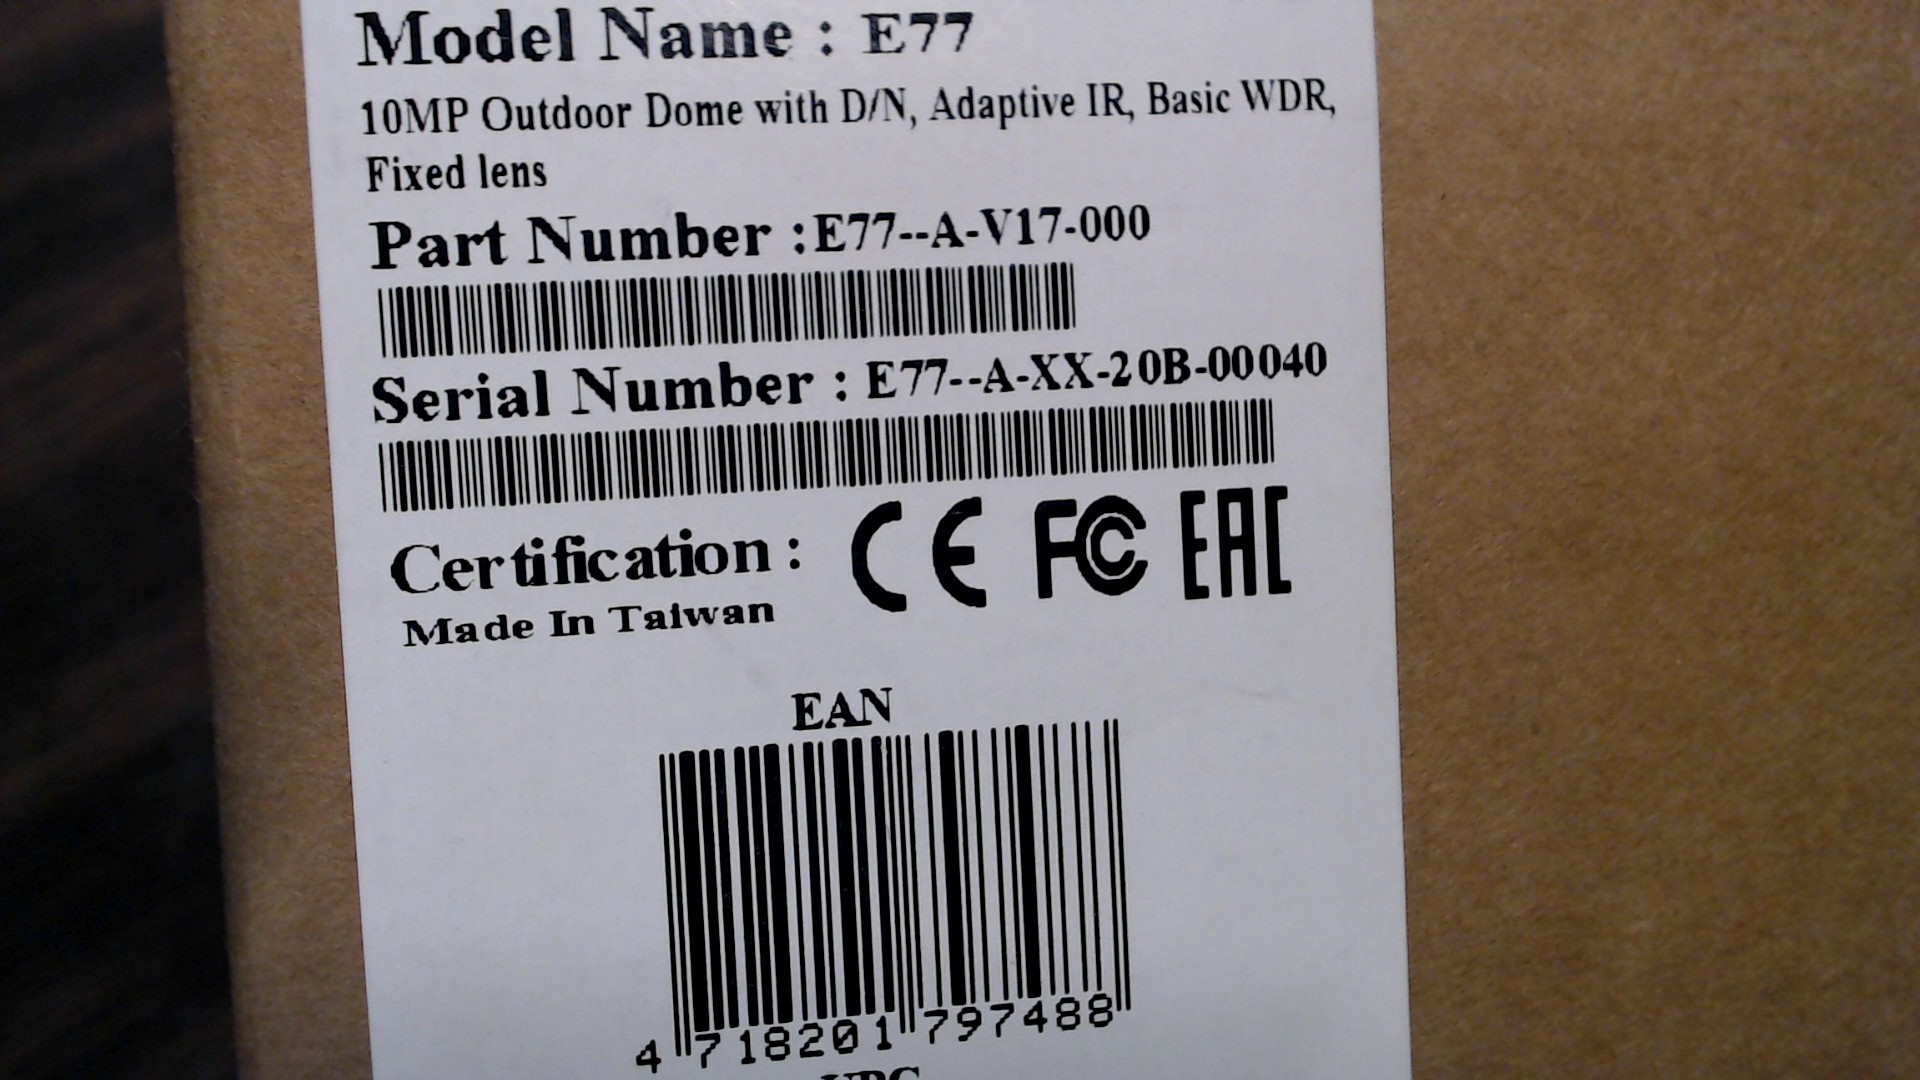 Model Name : E77
10MP Outdoor Dome with D/N, Adaptive IR, Basic WDR,
Fixed lens
Part Number :E77--A-V17-000
Serial Number : E77--A-XX-20B-00040
Certification : CE FC EAC
Made In Taiwan
EAN
4 718201 797488
UPC